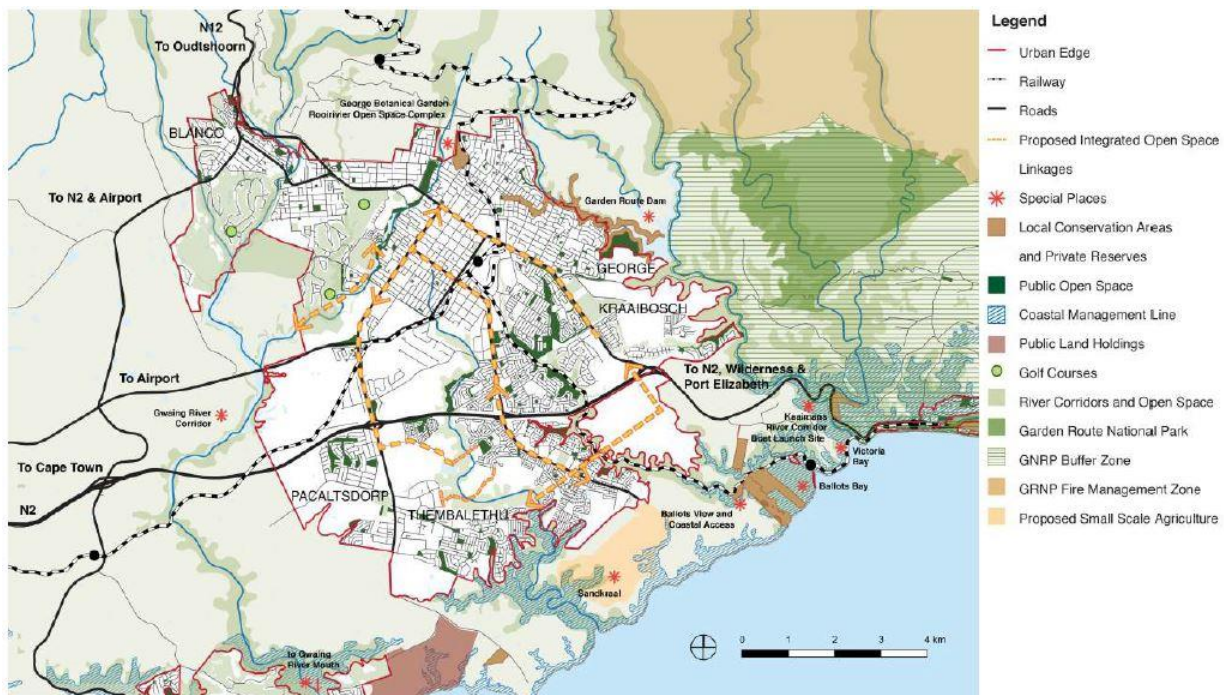 N12
To Oudtshoorn
George Botanical Garden
Rooirivier Open Space Complex
BLANCO
To N2 & Airport
Garden Route Dam
GEORGE
KRAAIBOSCH
To Airport
To N2, Wilderness &
Port Elizabeth
Gwaing River
Corridor
Kaaimans
River Corridor
Boat Launch Site
Victoria
Bay
To Cape Town
N2
PACALTSDORP
THEMBALETHU
Ballots Bay
Ballots View and
Coastal Access
Sandkraal
to Gwaing
River Mouth
0 1 2 3 4 km
Legend
Urban Edge
Railway
Roads
Proposed Integrated Open Space
Linkages
Special Places
Local Conservation Areas
and Private Reserves
Public Open Space
Coastal Management Line
Public Land Holdings
Golf Courses
River Corridors and Open Space
Garden Route National Park
GNRP Buffer Zone
GRNP Fire Management Zone
Proposed Small Scale Agriculture